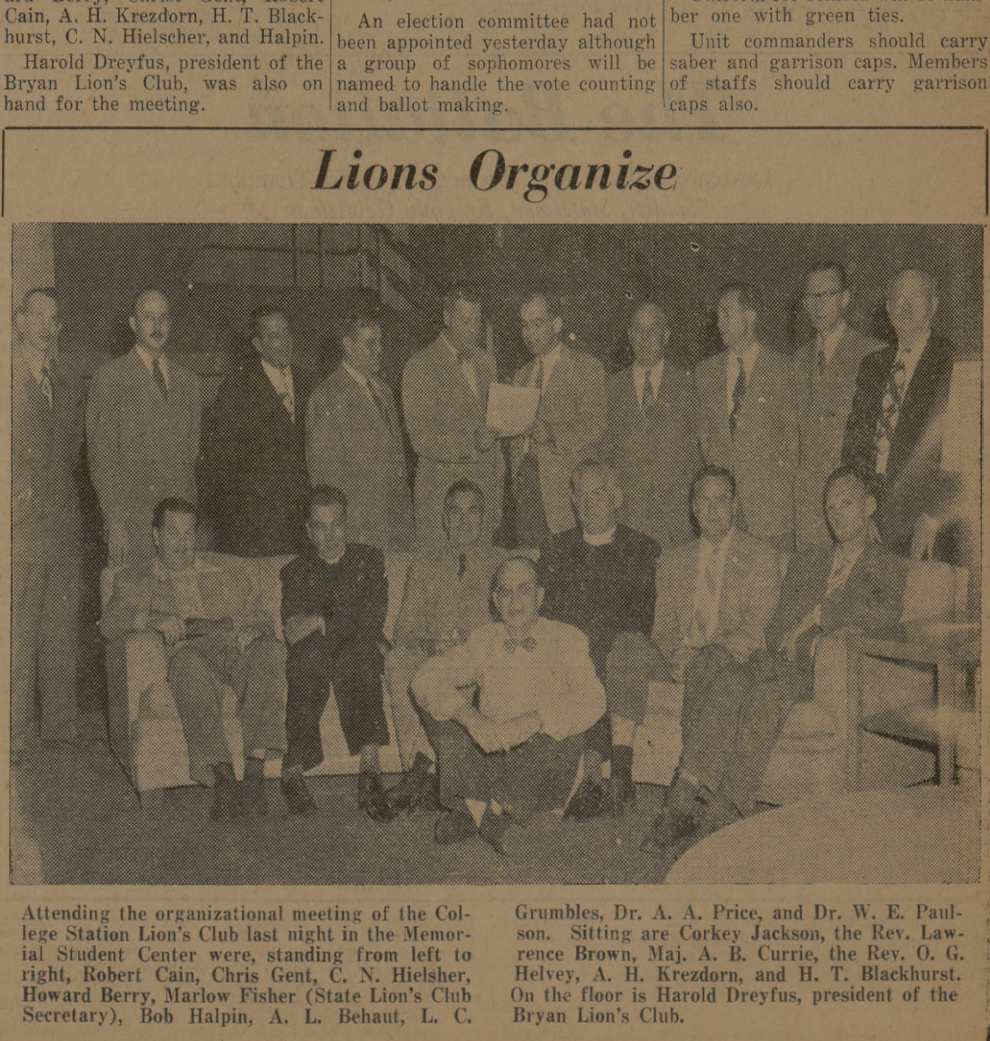 Cain, A. H. Krezdorn, H. T. Black-
hurst, C. N. Hielscher, and Halpin.
Harold Dreyfus, president of the
Bryan Lion's Club, was also on
hand for the meeting.
An election committee had not
been appointed yesterday although
a group of sophomores will be
named to handle the vote counting
and ballot making.
ber one with green ties.
Unit commanders should carry
saber and garrison caps. Members
of staffs should carry garrison
caps also.
Lions Organize
Attending the organizational meeting of the Col-
lege Station Lion's Club last night in the Memor-
ial Student Center were, standing from left to
right, Robert Cain, Chris Gent, C. N. Hielsher,
Howard Berry, Marlow Fisher (State Lion's Club
Secretary), Bob Halpin, A. L. Behaut, L. C.
Grumbles, Dr. A. A. Price, and Dr. W. E. Paul-
son. Sitting are Corkey Jackson, the Rev. Law-
rence Brown, Maj. A. B. Currie, the Rev. O. G.
Helvey, A. H. Krezdorn, and H. T. Blackhurst.
On the floor is Harold Dreyfus, president of the
Bryan Lion's Club.